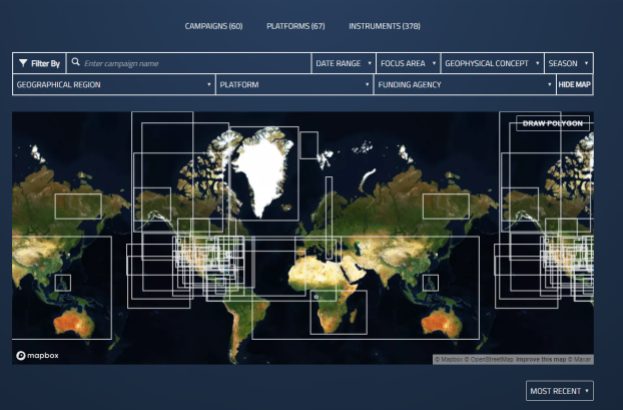 CAMPAIGNS (60) PLATFORMS (67) INSTRUMENTS (378)
Filter By Enter campaign name DATE RANGE FOCUS AREA GEOPHYSICAL CONCEPT SEASON
GEOGRAPHICAL REGION PLATFORM FUNDING AGENCY HIDE MAP
DRAW POLYGON
mapbox © Mapbox © OpenStreetMap Improve this map © Maxar
MOST RECENT